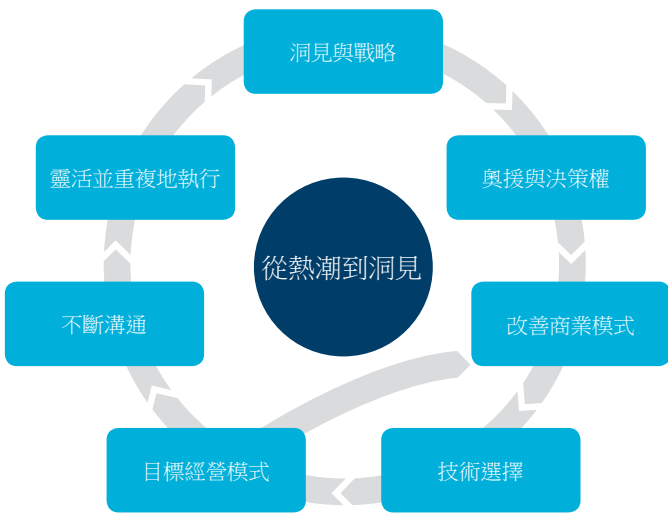 洞見與戰略
奧援與決策權
改善商業模式
技術選擇
目標經營模式
不斷溝通
靈活並重複地執行
從熱潮到洞見